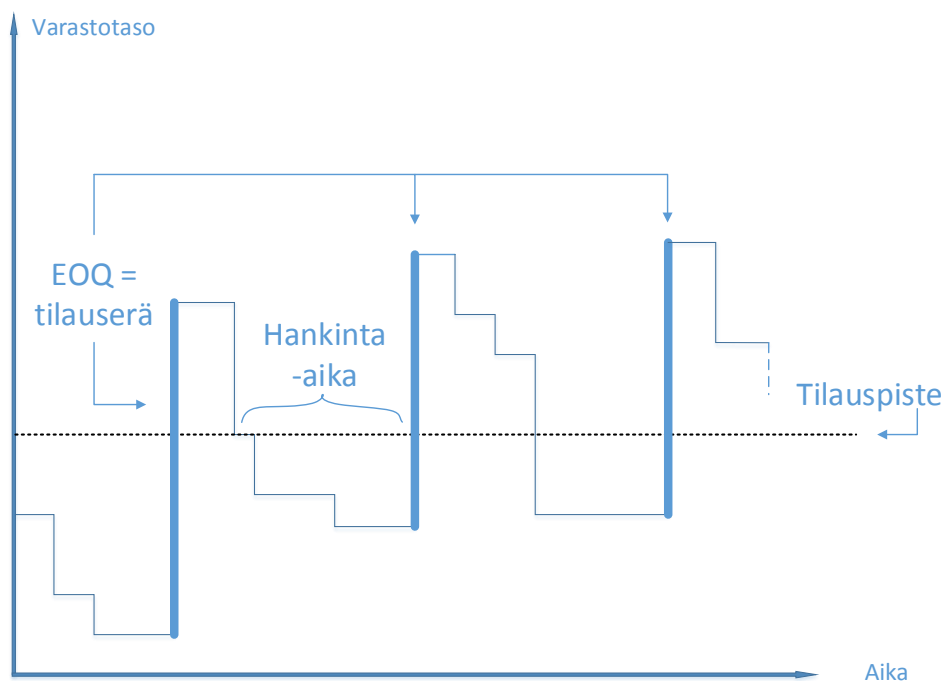 Varastotaso
EOQ =
tilauserä
Hankinta
-aika
Tilauspiste
Aika